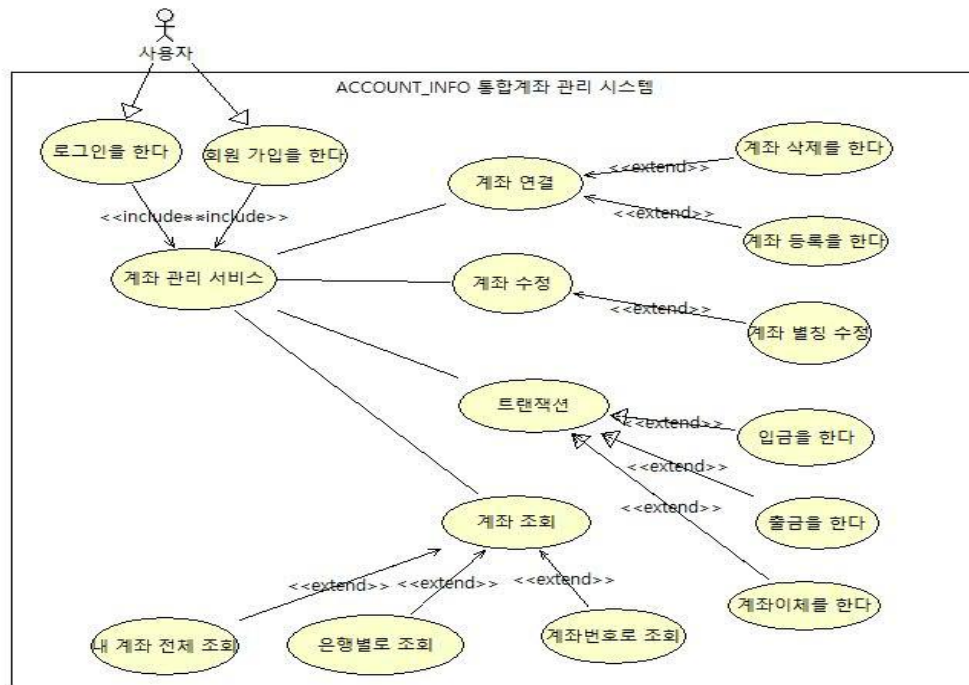 사용자
ACCOUNT_INFO 통합계좌 관리 시스템
로그인을 한다
회원 가입을 한다
<<include>>
<<include>>
계좌 관리 서비스
계좌 연결
<<extend>>
계좌 삭제를 한다
<<extend>>
계좌 등록을 한다
계좌 수정
<<extend>>
계좌 별칭 수정
트랜잭션
<<extend>>
입금을 한다
<<extend>>
출금을 한다
<<extend>>
계좌이체를 한다
계좌 조회
<<extend>>
<<extend>>
<<extend>>
내 계좌 전체 조회
은행별로 조회
계좌번호로 조회